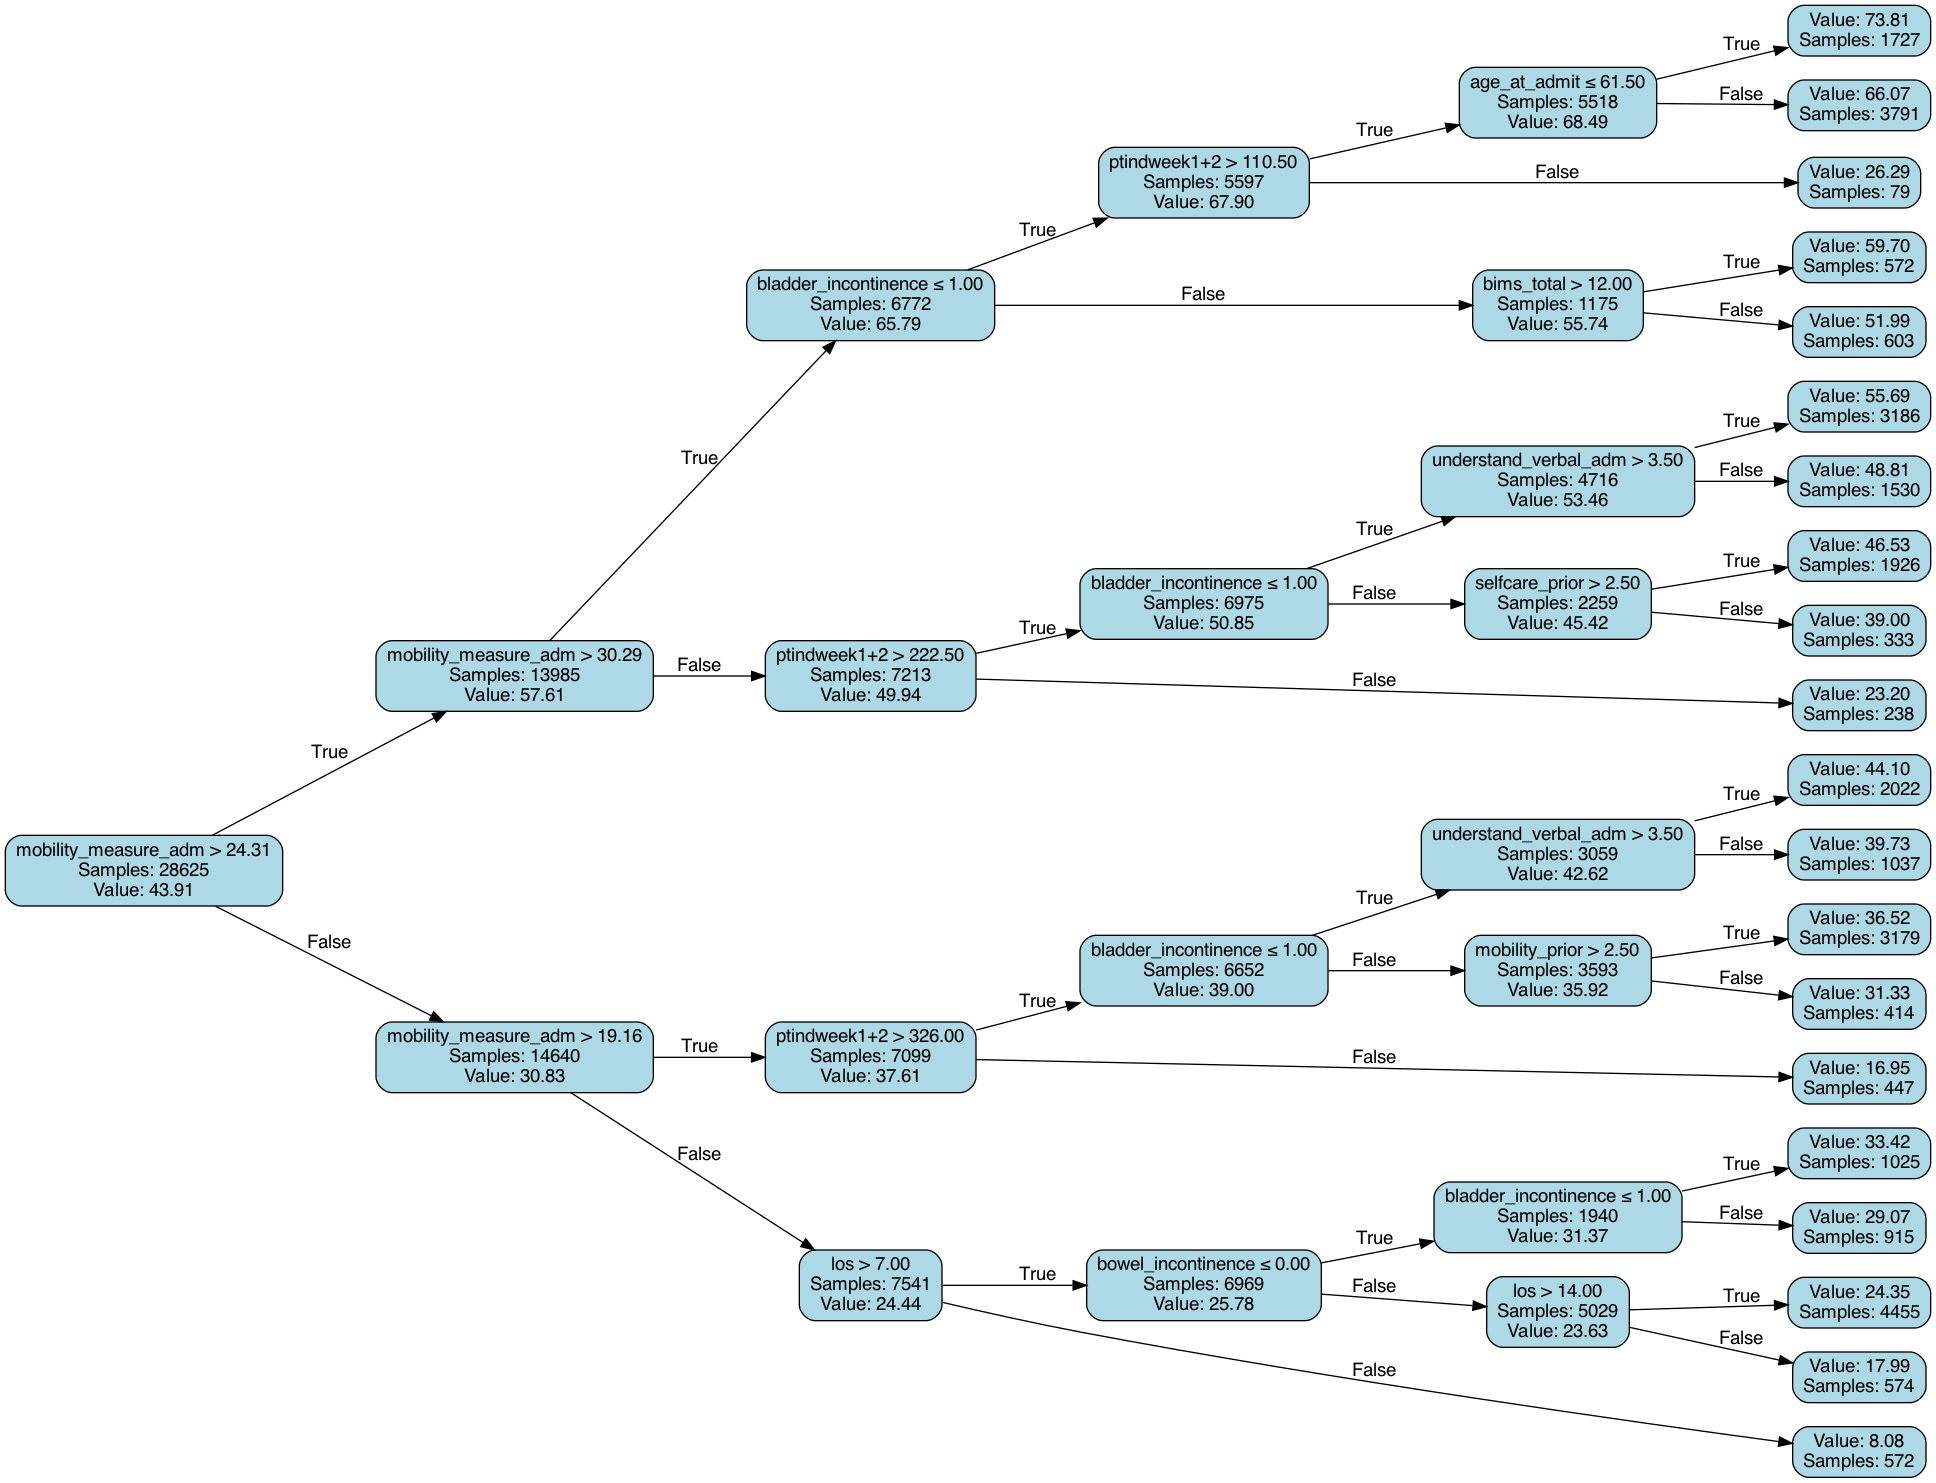 Value: 73.81
Samples: 1727
True
age_at_admit ≤ 61.50
Samples: 5518
Value: 68.49
False
Value: 66.07
Samples: 3791
True
ptindweek1+2 > 110.50
Samples: 5597
Value: 67.90
False
Value: 26.29
Samples: 79
True
bladder_incontinence ≤ 1.00
Samples: 6772
Value: 65.79
False
bims_total > 12.00
Samples: 1175
Value: 55.74
True
Value: 59.70
Samples: 572
False
Value: 51.99
Samples: 603
True
mobility_measure_adm > 30.29
Samples: 13985
Value: 57.61
False
ptindweek1+2 > 222.50
Samples: 7213
Value: 49.94
True
bladder_incontinence ≤ 1.00
Samples: 6975
Value: 50.85
True
understand_verbal_adm > 3.50
Samples: 4716
Value: 53.46
True
Value: 55.69
Samples: 3186
False
Value: 48.81
Samples: 1530
False
selfcare_prior > 2.50
Samples: 2259
Value: 45.42
True
Value: 46.53
Samples: 1926
False
Value: 39.00
Samples: 333
False
Value: 23.20
Samples: 238
True
mobility_measure_adm > 24.31
Samples: 28625
Value: 43.91
False
mobility_measure_adm > 19.16
Samples: 14640
Value: 30.83
True
ptindweek1+2 > 326.00
Samples: 7099
Value: 37.61
True
bladder_incontinence ≤ 1.00
Samples: 6652
Value: 39.00
True
understand_verbal_adm > 3.50
Samples: 3059
Value: 42.62
True
Value: 44.10
Samples: 2022
False
Value: 39.73
Samples: 1037
False
mobility_prior > 2.50
Samples: 3593
Value: 35.92
True
Value: 36.52
Samples: 3179
False
Value: 31.33
Samples: 414
False
Value: 16.95
Samples: 447
False
los > 7.00
Samples: 7541
Value: 24.44
True
bowel_incontinence ≤ 0.00
Samples: 6969
Value: 25.78
True
bladder_incontinence ≤ 1.00
Samples: 1940
Value: 31.37
True
Value: 33.42
Samples: 1025
False
Value: 29.07
Samples: 915
False
los > 14.00
Samples: 5029
Value: 23.63
True
Value: 24.35
Samples: 4455
False
Value: 17.99
Samples: 574
False
Value: 8.08
Samples: 572